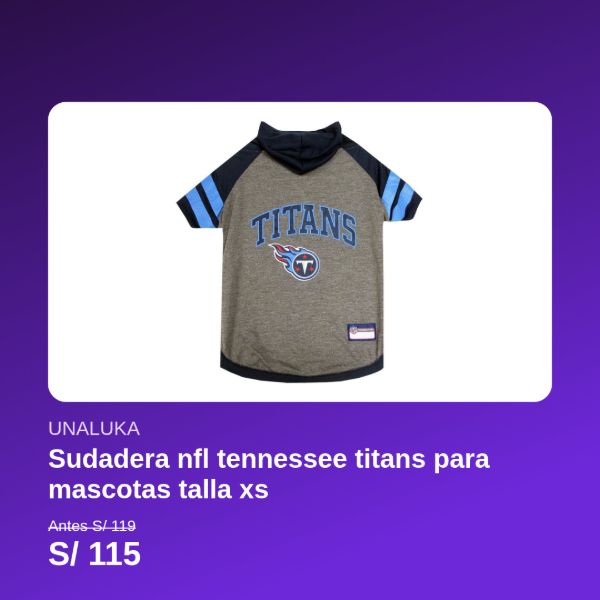 TITANS
T
UNALUKA
Sudadera nfl tennessee titans para
mascotas talla xs
Antes S/ 119
S/ 115